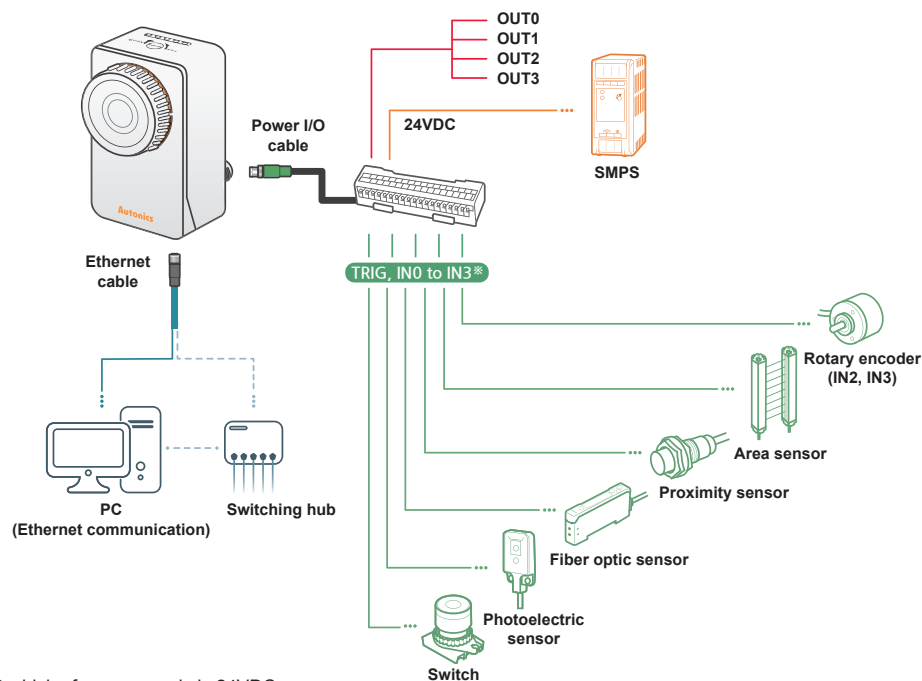 OUT0
OUT1
OUT2
OUT3
Power I/O
cable
24VDC
SMPS
Autonics
Ethernet
cable
TRIG, IN0 to IN3※
Rotary encoder
(IN2, IN3)
Area sensor
Proximity sensor
PC
(Ethernet communication)
Switching hub
Fiber optic sensor
Photoelectric
sensor
Switch